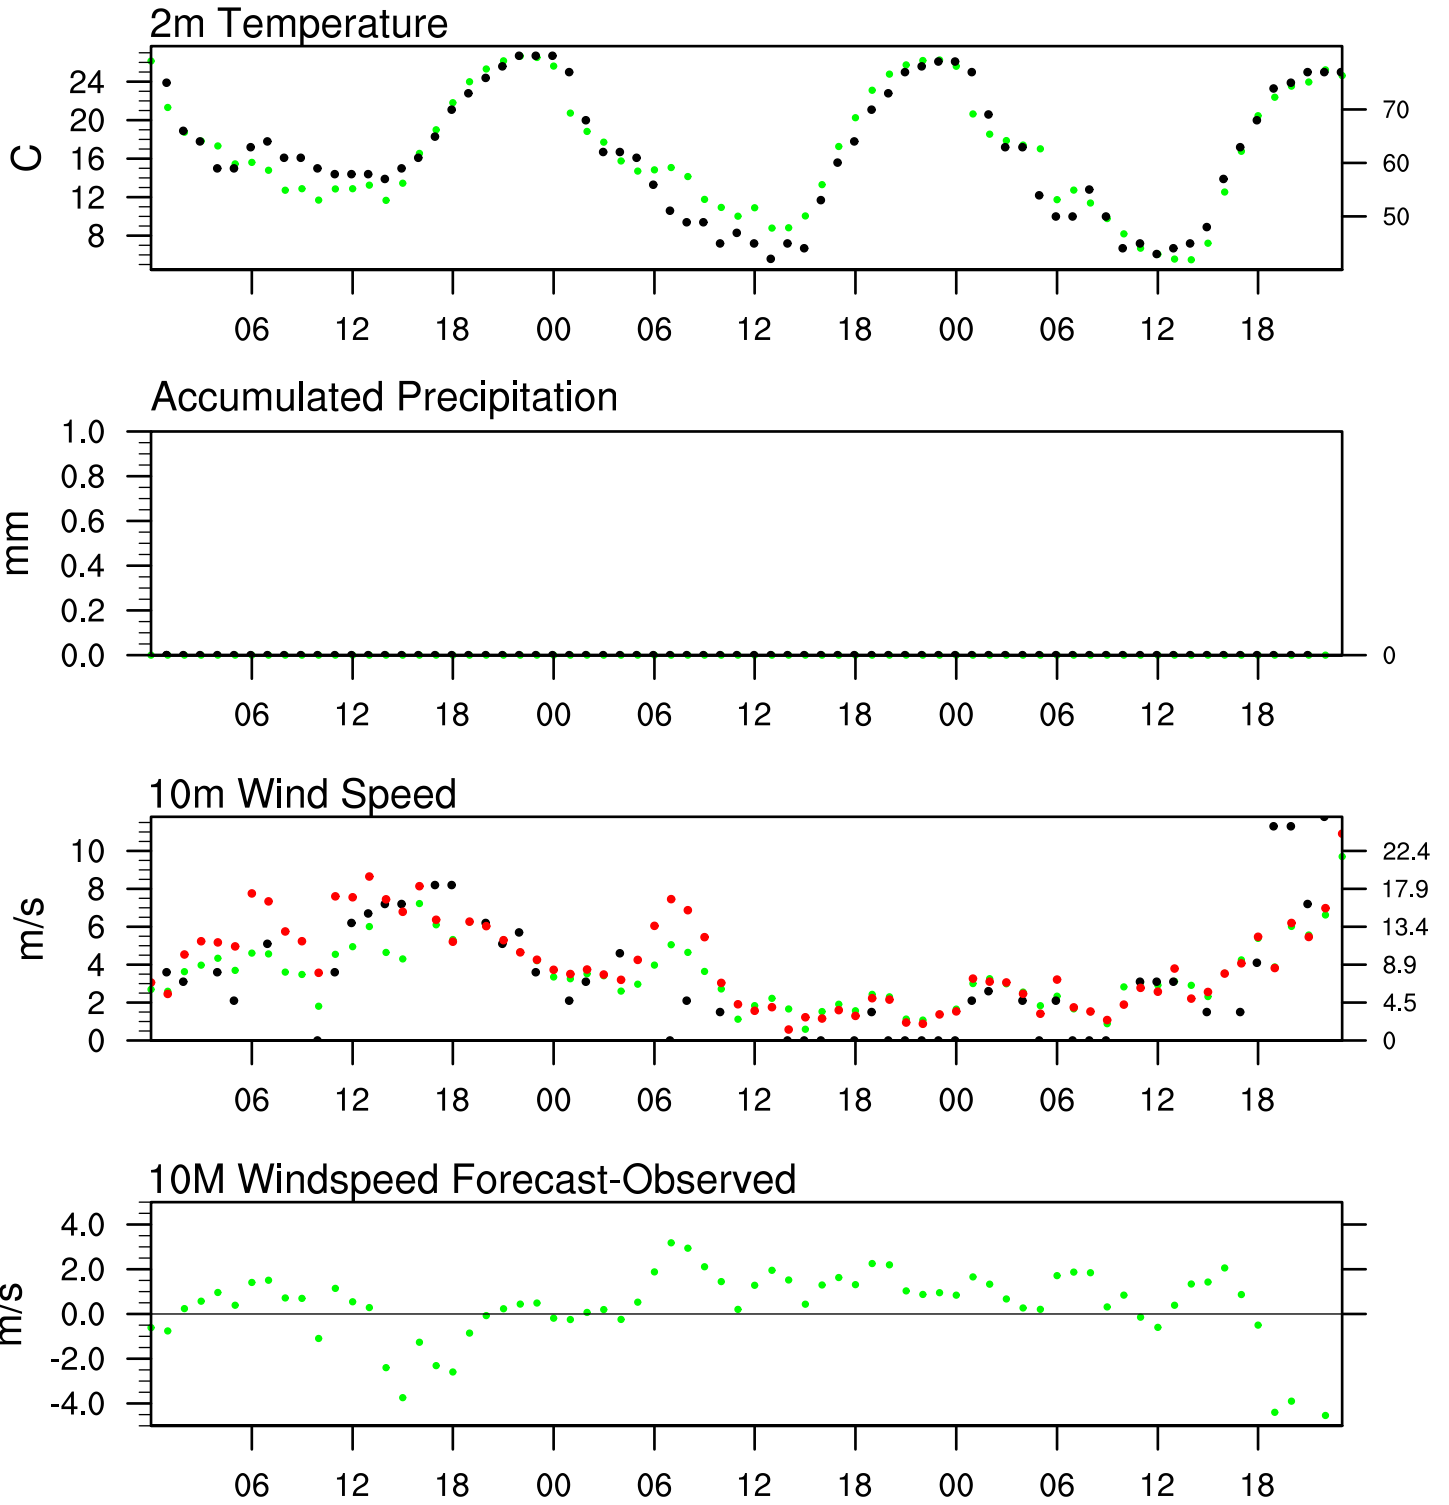 2m Temperature
24
20
16
12
8
C
70
60
50
06 12 18 00 06 12 18 00 06 12 18
Accumulated Precipitation
1.0
0.8
0.6
0.4
0.2
0.0
mm
0
06 12 18 00 06 12 18 00 06 12 18
10m Wind Speed
10
8
6
4
2
0
m/s
22.4
17.9
13.4
8.9
4.5
0
06 12 18 00 06 12 18 00 06 12 18
10M Windspeed Forecast-Observed
4.0
2.0
0.0
-2.0
-4.0
m/s
06 12 18 00 06 12 18 00 06 12 18